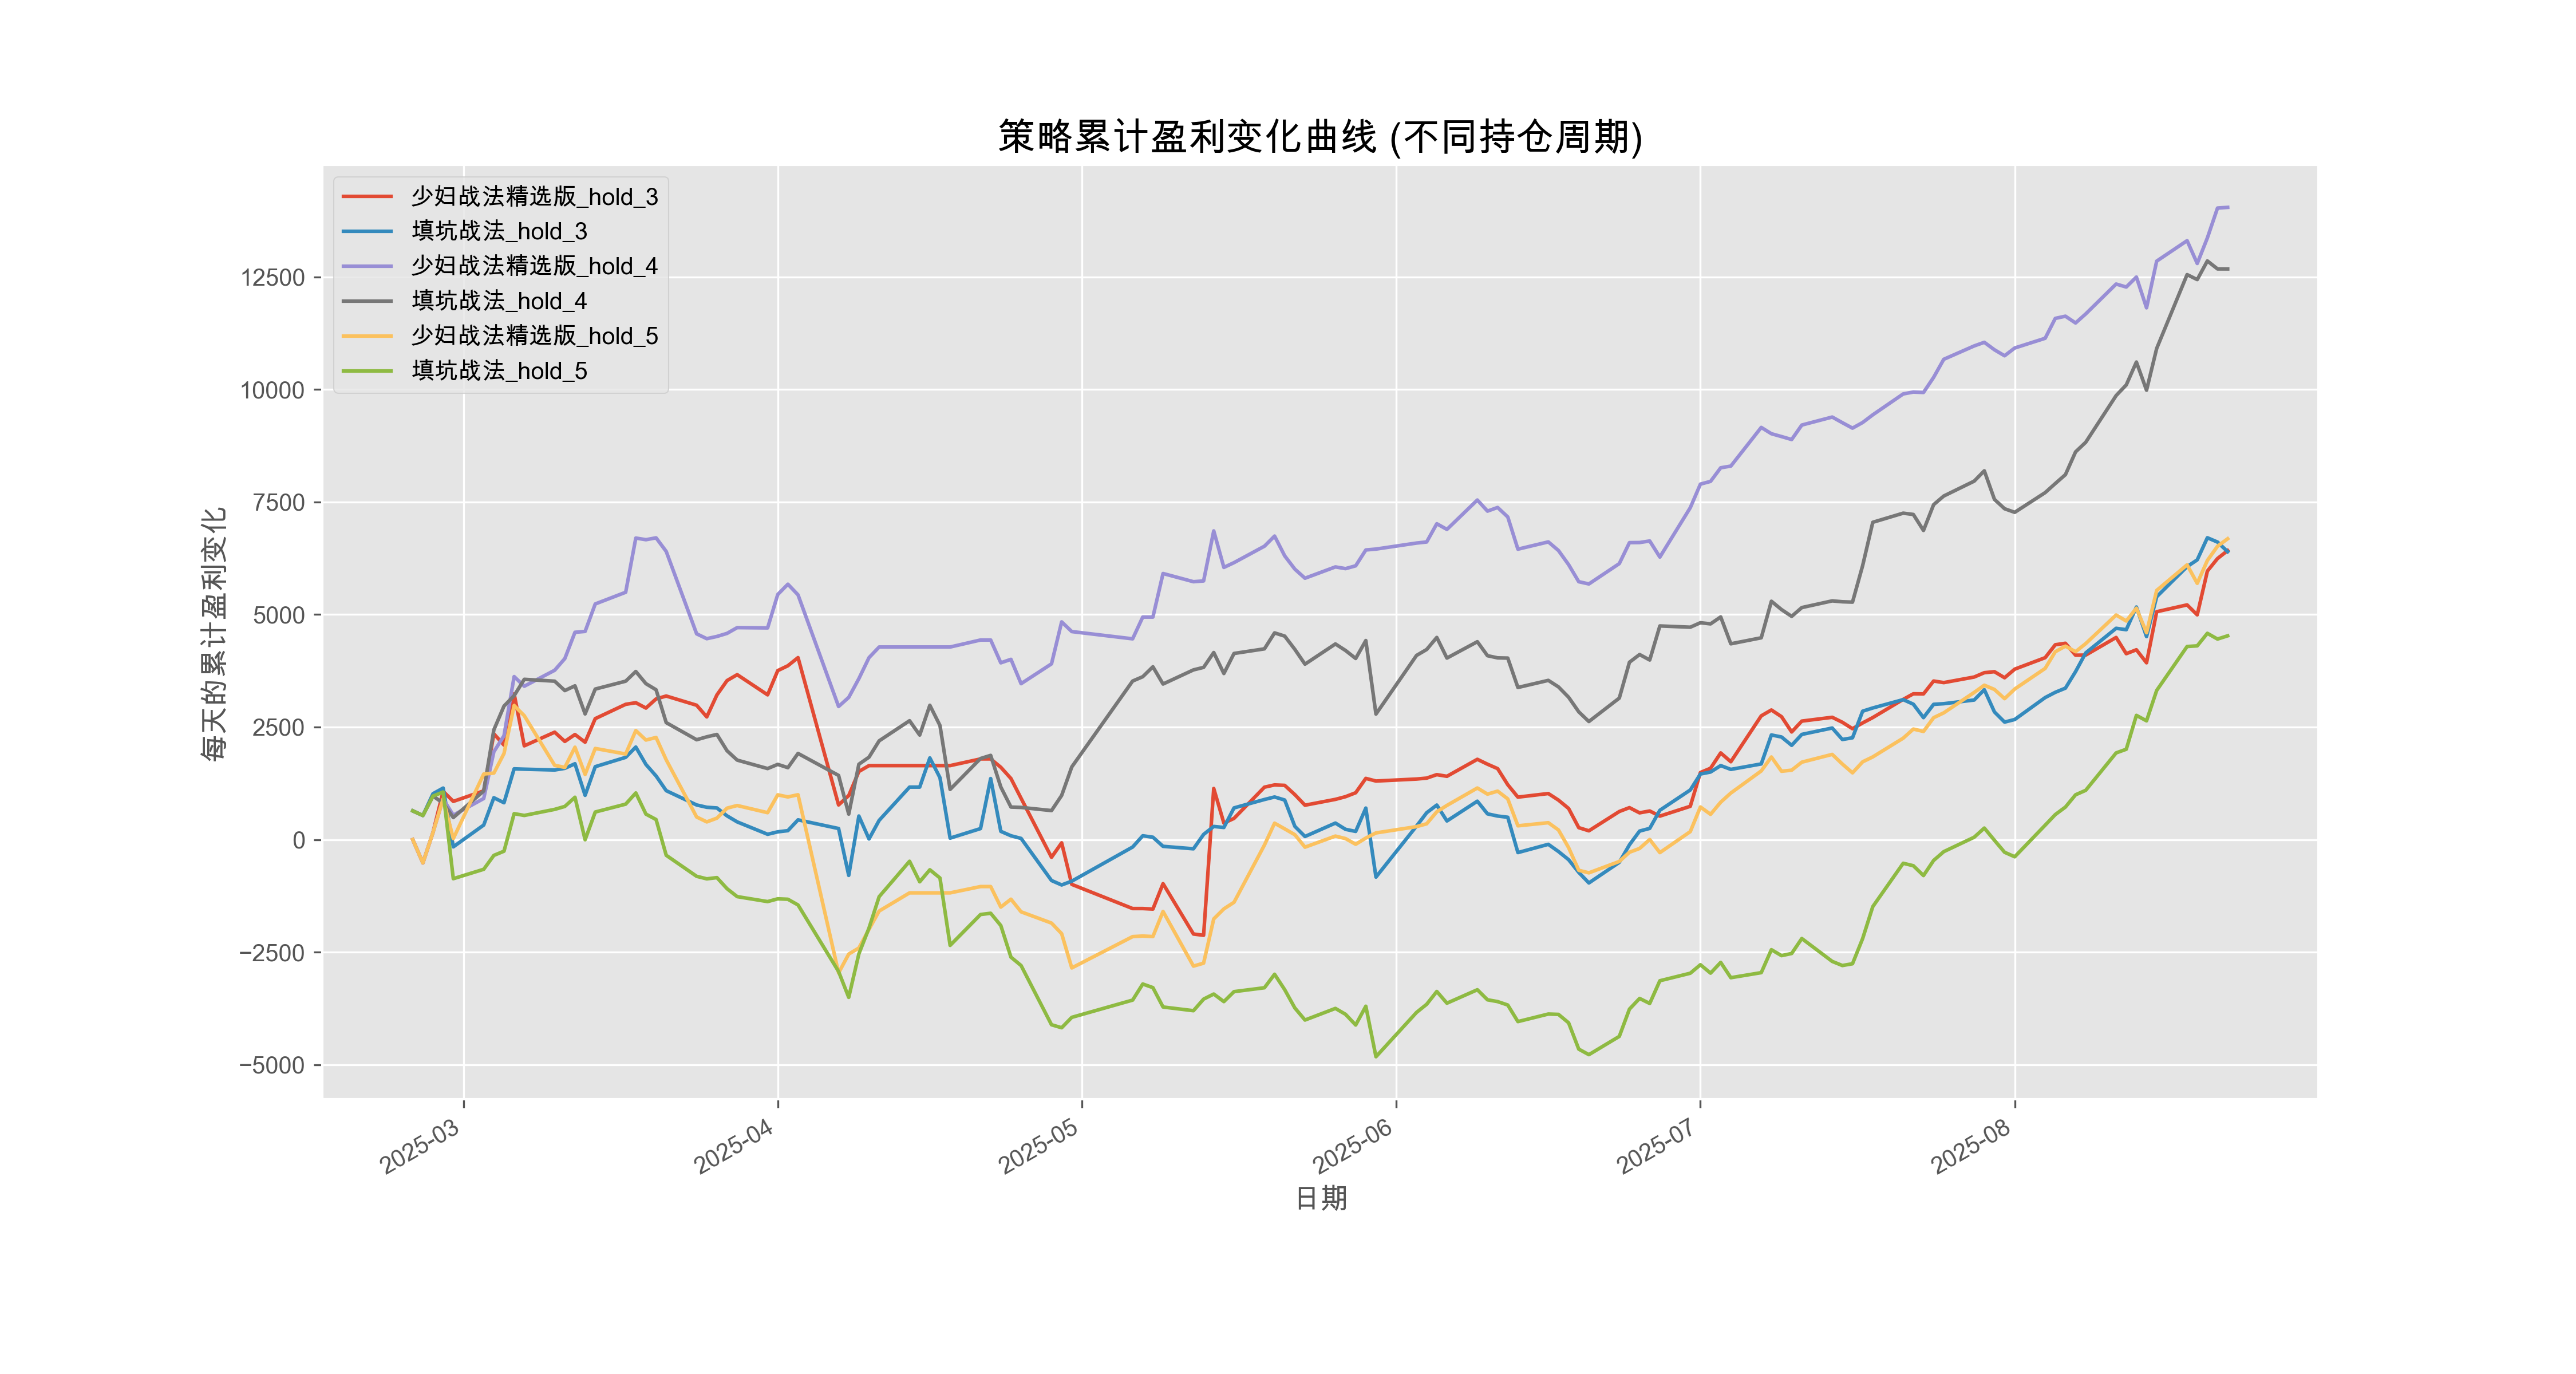 策略累计盈利变化曲线 (不同持仓周期)
少妇战法精选版_hold_3
填坑战法_hold_3
少妇战法精选版_hold_4
填坑战法_hold_4
少妇战法精选版_hold_5
填坑战法_hold_5
每天的累计盈利变化
12500
10000
7500
5000
2500
0
−2500
−5000
2025-03
2025-04
2025-05
2025-06
2025-07
2025-08
日期